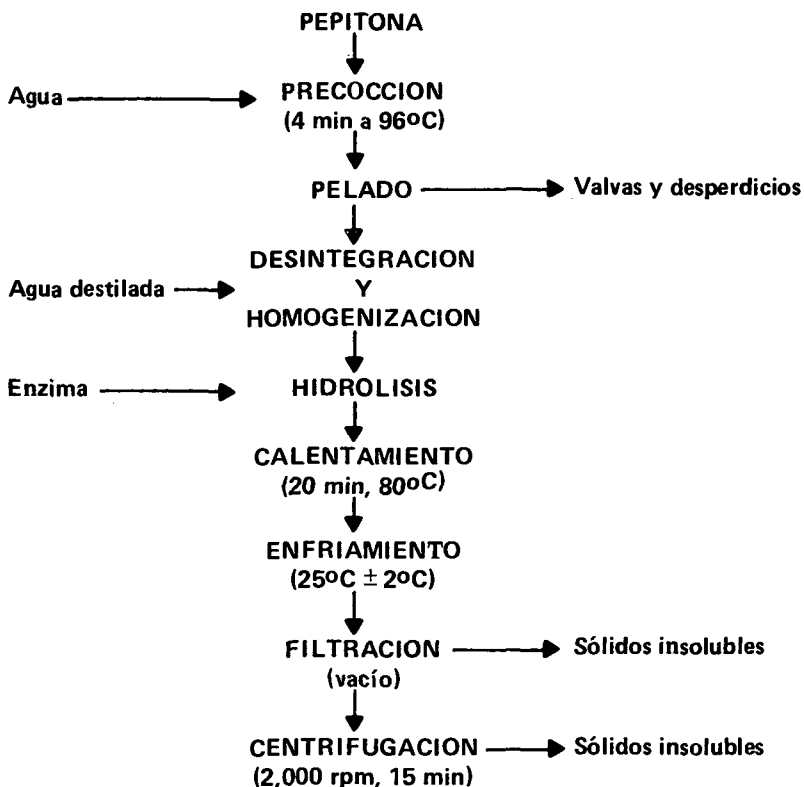 PEPITONA
Agua
PRECOCCION
(4 min a 96ºC)
PELADO
Valvas y desperdicios
DESINTEGRACION
Agua destilada
Y
HOMOGENIZACION
Enzima
HIDROLISIS
CALENTAMIENTO
(20 min, 80ºC)
ENFRIAMIENTO
(25ºC ± 2ºC)
FILTRACION
Sólidos insolubles
(vacío)
CENTRIFUGACION
Sólidos insolubles
(2,000 rpm, 15 min)